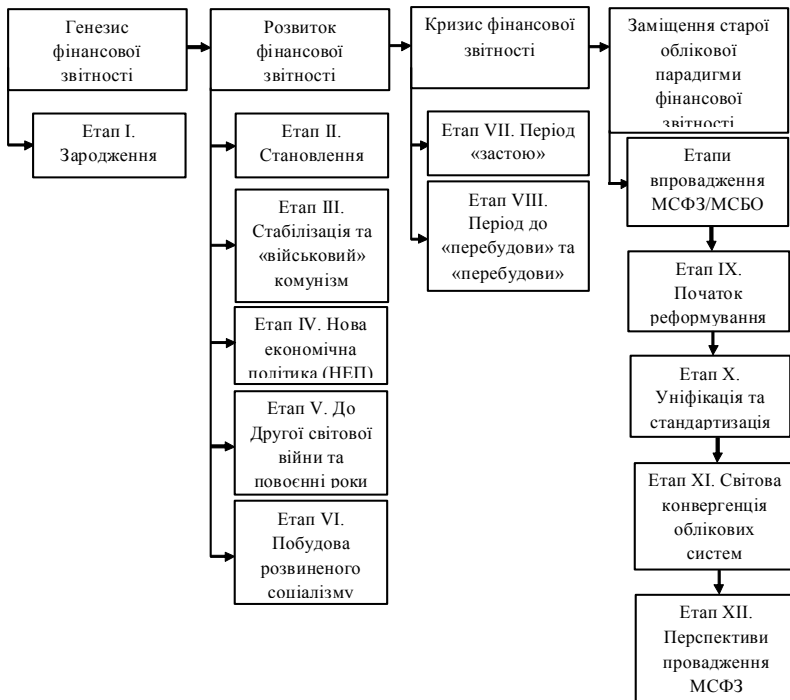 Генезис
фінансової
звітності
Етап І.
Зародження
Розвиток
фінансової
звітності
Етап ІІ.
Становлення
Етап ІІІ.
Стабілізація та
«військовий»
комунізм
Етап IV. Нова
економічна
політика (НЕП)
Етап V. До
Другої світової
війни та
повоєнні роки
Етап VI.
Побудова
розвиненого
соціалізму
Кризис фінансової
звітності
Етап VII. Період
«застою»
Етап VIII.
Період до
«перебудови» та
«перебудови»
Заміщення старої
облікової
парадигми
фінансової
звітності
Етапи
впровадження
МСФЗ/МСБО
Етап IX.
Початок
реформування
Етап X.
Уніфікація та
стандартизація
Етап XI. Світова
конвергенція
облікових
систем
Етап XII.
Перспективи
провадження
МСФЗ